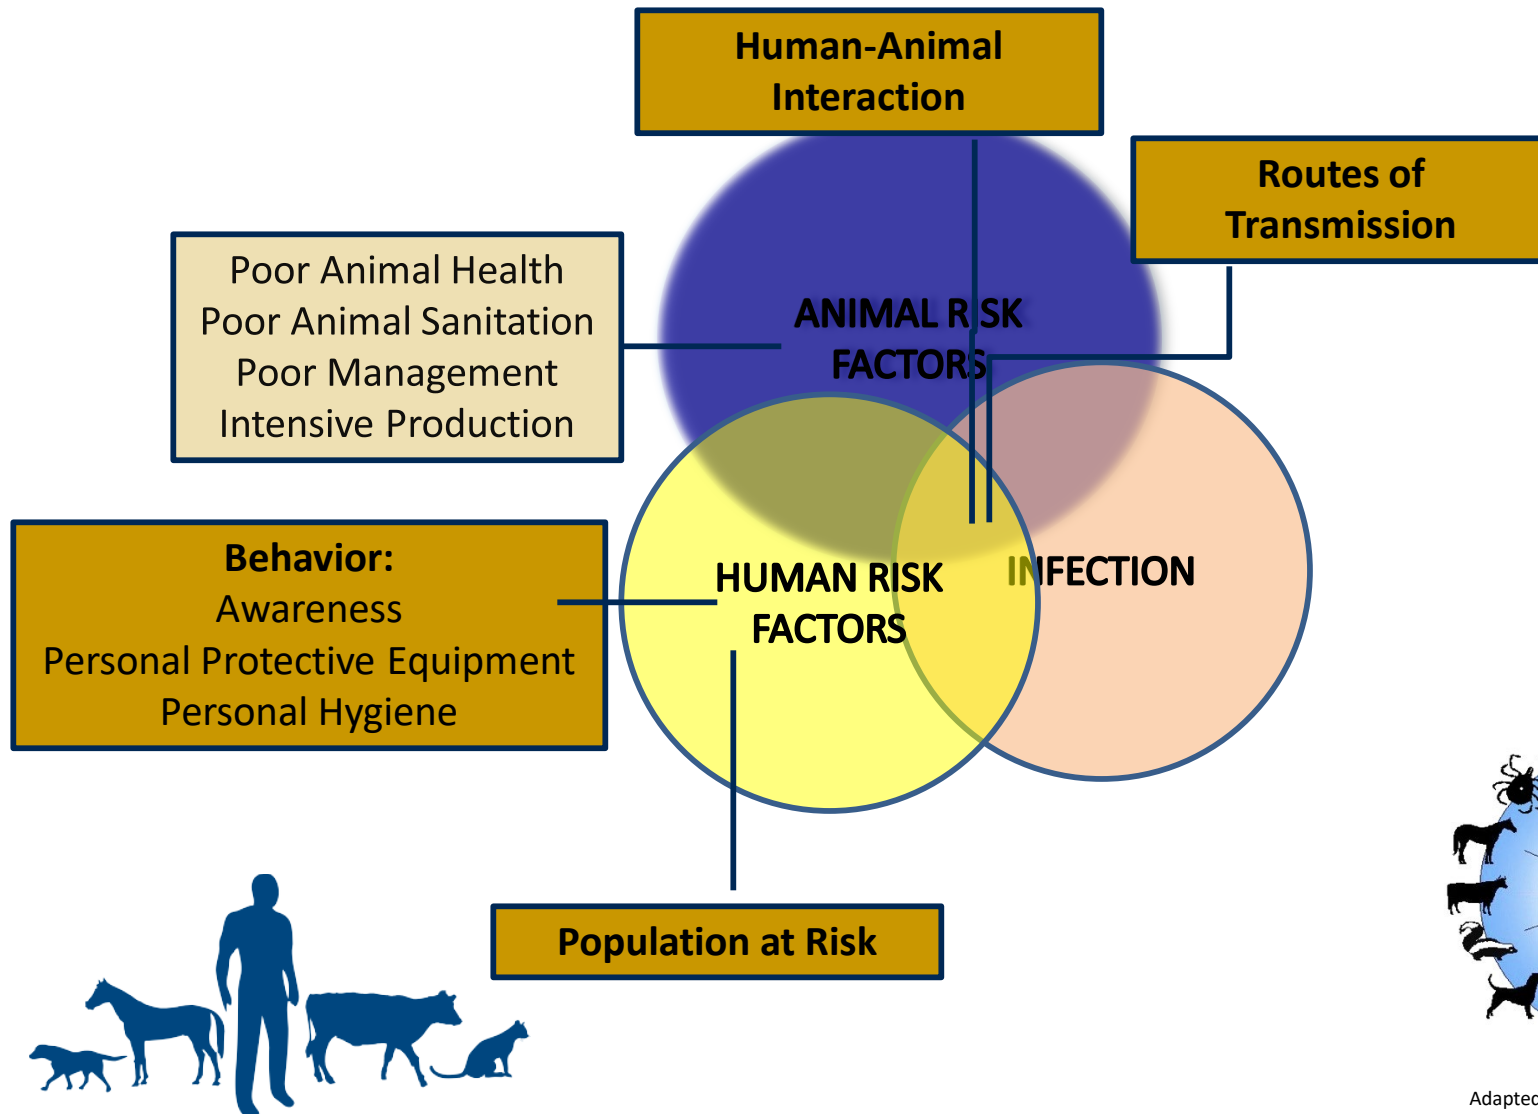 Human-Animal
Interaction
Routes of
Transmission
Poor Animal Health
Poor Animal Sanitation
Poor Management
Intensive Production
ANIMAL RISK
FACTORS
Behavior:
Awareness
Personal Protective Equipment
Personal Hygiene
HUMAN RISK
FACTORS
INFECTION
Population at Risk
Adapted